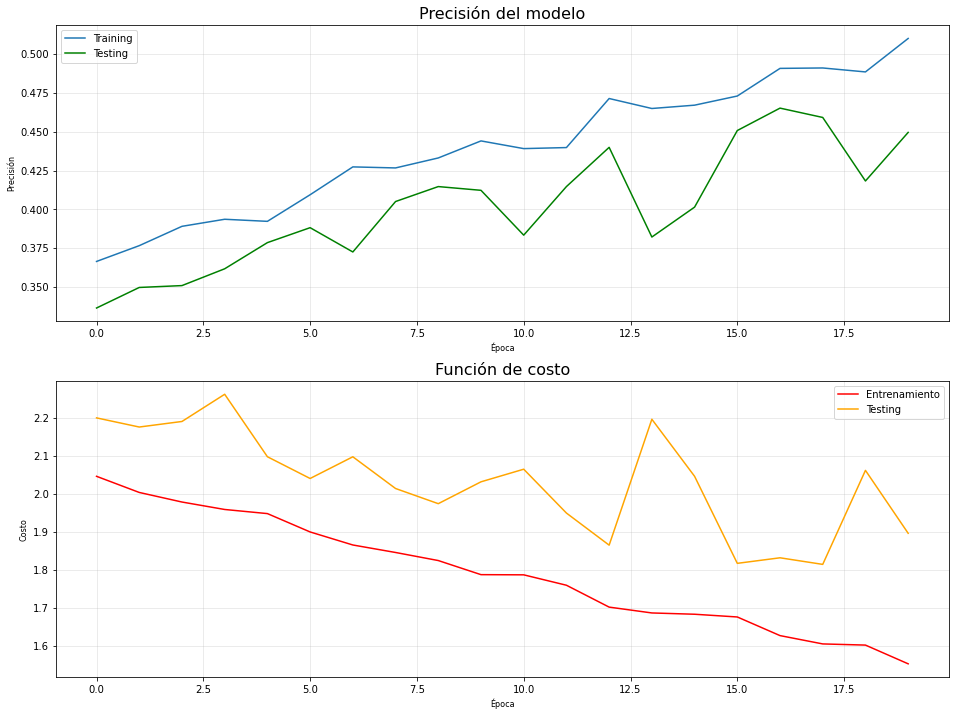 Precisión del modelo
Training
Testing
0.500
0.475
0.450
0.425
0.400
0.375
0.350
Precisión
0.0 2.5 5.0 7.5 10.0 12.5 15.0 17.5
Época
Función de costo
Entrenamiento
Testing
2.2
2.1
2.0
1.9
1.8
1.7
1.6
Costo
0.0 2.5 5.0 7.5 10.0 12.5 15.0 17.5
Época